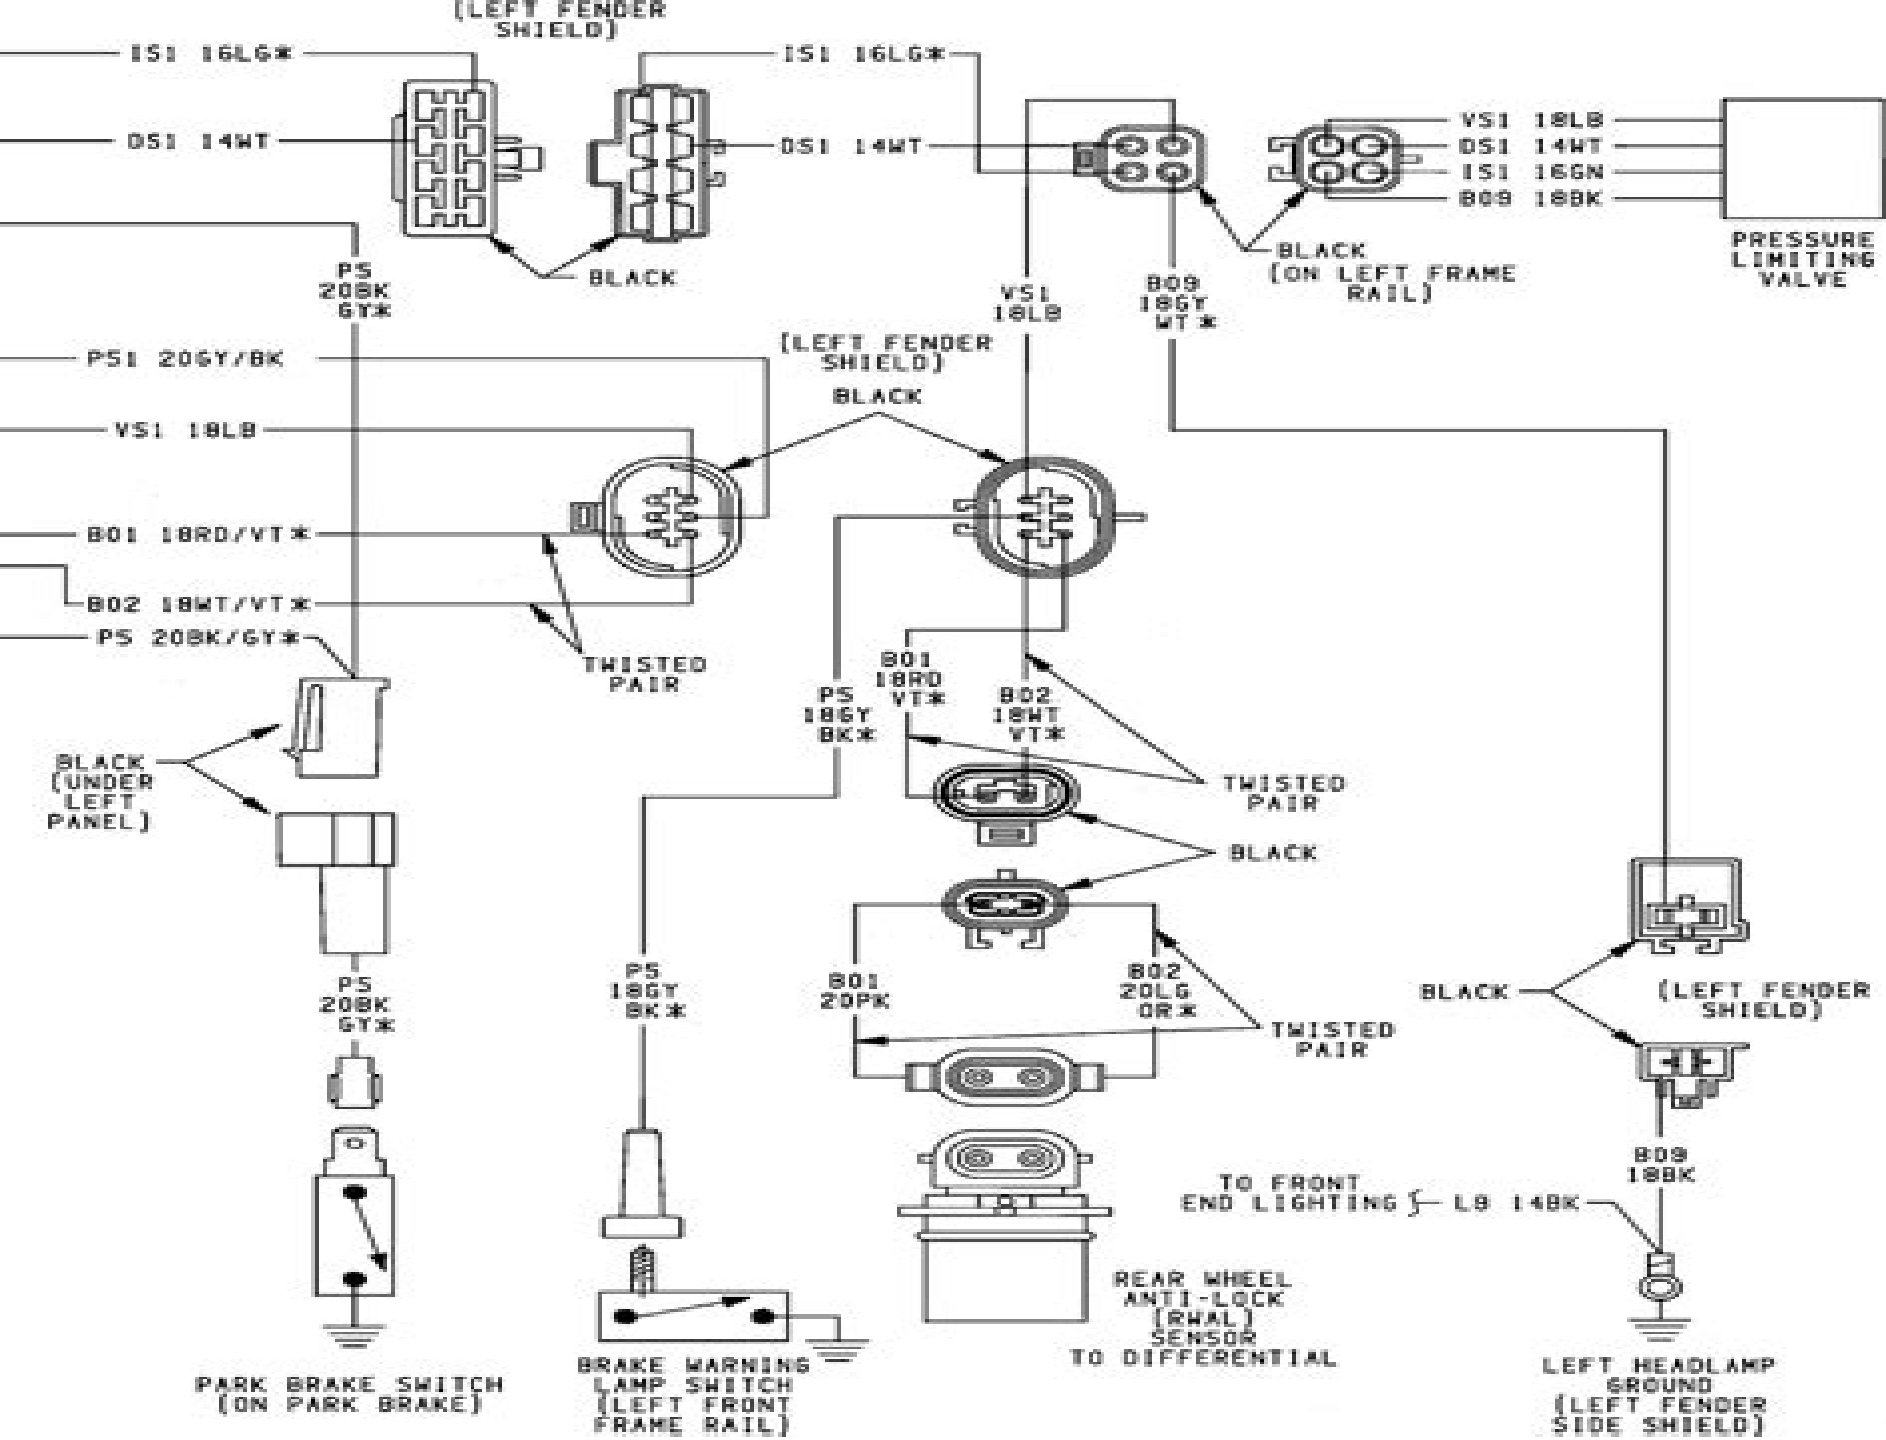 (LEFT FENDER
SHIELD)
IS1 16LG*
IS1 16LG*
DS1 14WT
DS1 14WT
VS1 18LB
DS1 14WT
IS1 16GN
B09 18BK
PRESSURE
LIMITING
VALVE
BLACK
BLACK
(ON LEFT FRAME
RAIL)
PS
20BK
GY*
VS1
18LB
B09
18GY
WT*
PS1 20GY/BK
(LEFT FENDER
SHIELD)
BLACK
VS1 18LB
B01 18RD/VT*
B02 18WT/VT*
PS 20BK/GY*
TWISTED
PAIR
B01
18RD
VT*
PS
18GY
BK*
B02
18WT
VT*
BLACK
(UNDER
LEFT
PANEL)
TWISTED
PAIR
BLACK
PS
20BK
GY*
PS
18GY
BK*
B01
20PK
B02
20LG
OR*
TWISTED
PAIR
BLACK
(LEFT FENDER
SHIELD)
B09
18BK
TO FRONT
END LIGHTING
L9 14BK
REAR WHEEL
ANTI-LOCK
(RWAL)
SENSOR
TO DIFFERENTIAL
PARK BRAKE SWITCH
(ON PARK BRAKE)
BRAKE WARNING
LAMP SWITCH
(LEFT FRONT
FRAME RAIL)
LEFT HEADLAMP
GROUND
(LEFT FENDER
SIDE SHIELD)